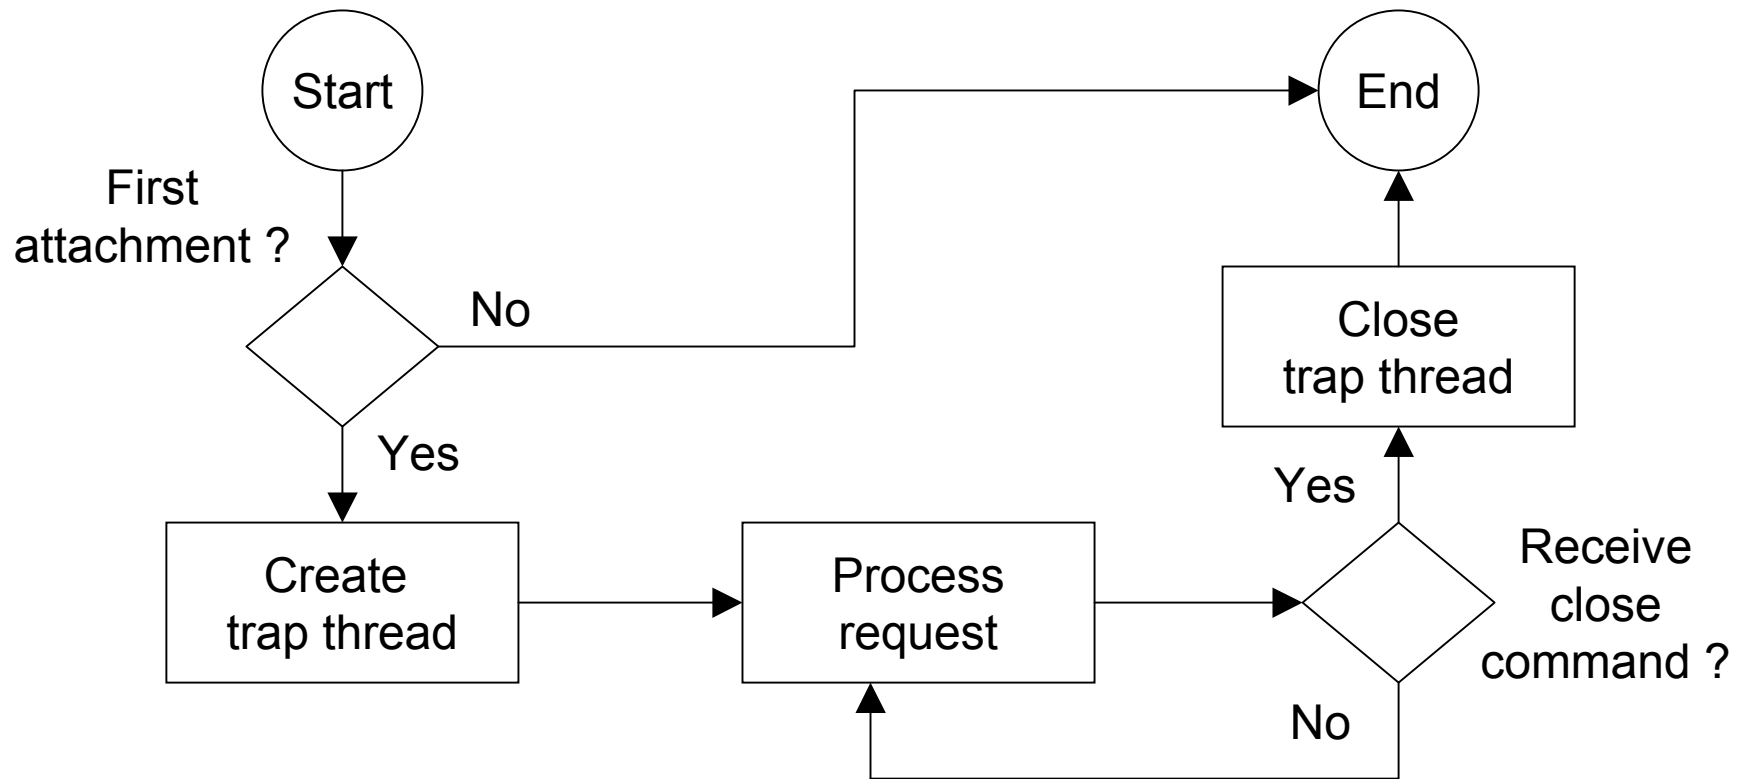 Start
End
First
attachment ?
No
Close
trap thread
Yes
Yes
Create
trap thread
Process
request
Receive
close
command ?
No